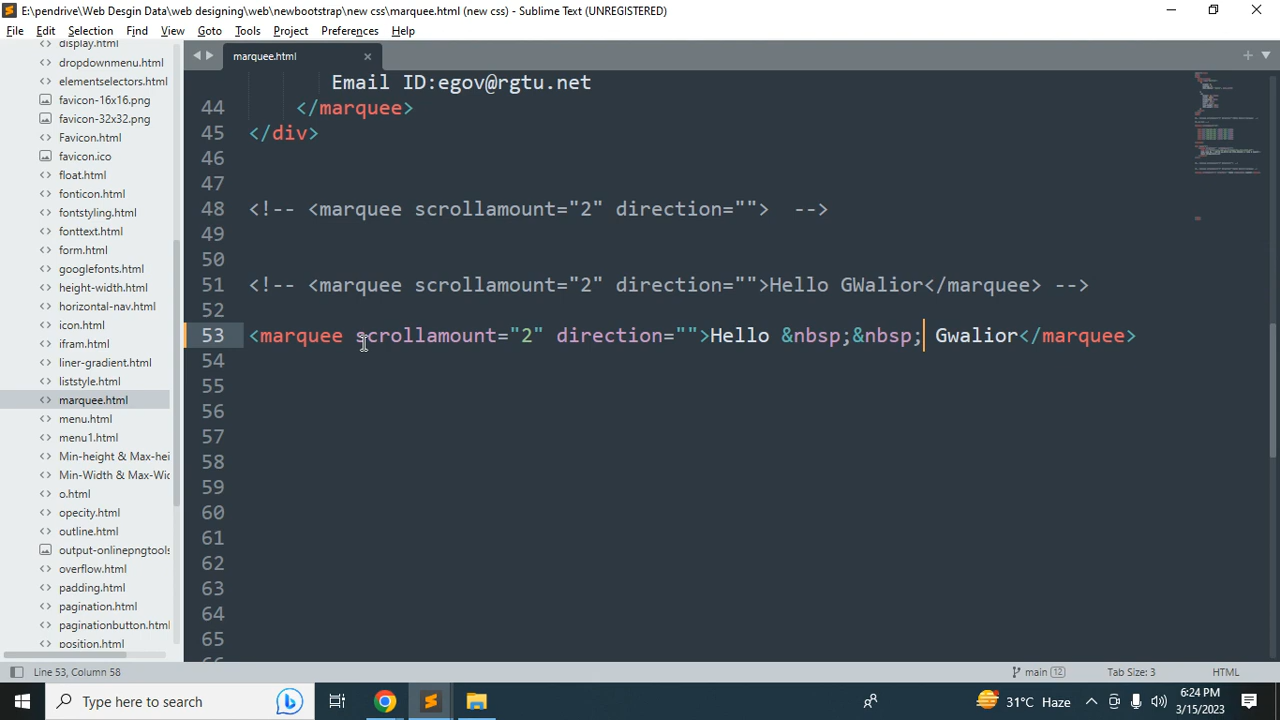 E:\pendrive\Web Desgin Data\web designing\web\newbootstrap\new css\marquee.html (new css) - Sublime Text (UNREGISTERED)
File Edit Selection Find View Goto Tools Project Preferences Help
display.html
dropdownmenu.html
elementselectors.html
favicon-16x16.png
favicon-32x32.png
Favicon.html
favicon.ico
float.html
fonticon.html
fontstyling.html
fonttext.html
form.html
googlefonts.html
height-width.html
horizontal-nav.html
icon.html
ifram.html
liner-gradient.html
liststyle.html
marquee.html
menu.html
menu1.html
Min-height & Max-hei
Min-Width & Max-Wid
o.html
opecity.html
outline.html
output-onlinepngtools
overflow.html
padding.html
pagination.html
paginationbutton.html
position.html
marquee.html
Email ID:egov@rgtu.net
44 </marquee>
45 </div>
46
47
48 <!-- <marquee scrollamount="2" direction="">  -->
49
50
51 <!-- <marquee scrollamount="2" direction="">Hello GWalior</marquee> -->
52
53 <marquee scrollamount="2" direction="">Hello &nbsp;&nbsp; Gwalior</marquee>
54
55
56
57
58
59
60
61
62
63
64
65
Line 53, Column 58
main 12
Tab Size: 3
HTML
Type here to search
31°C Haze
6:24 PM
3/15/2023